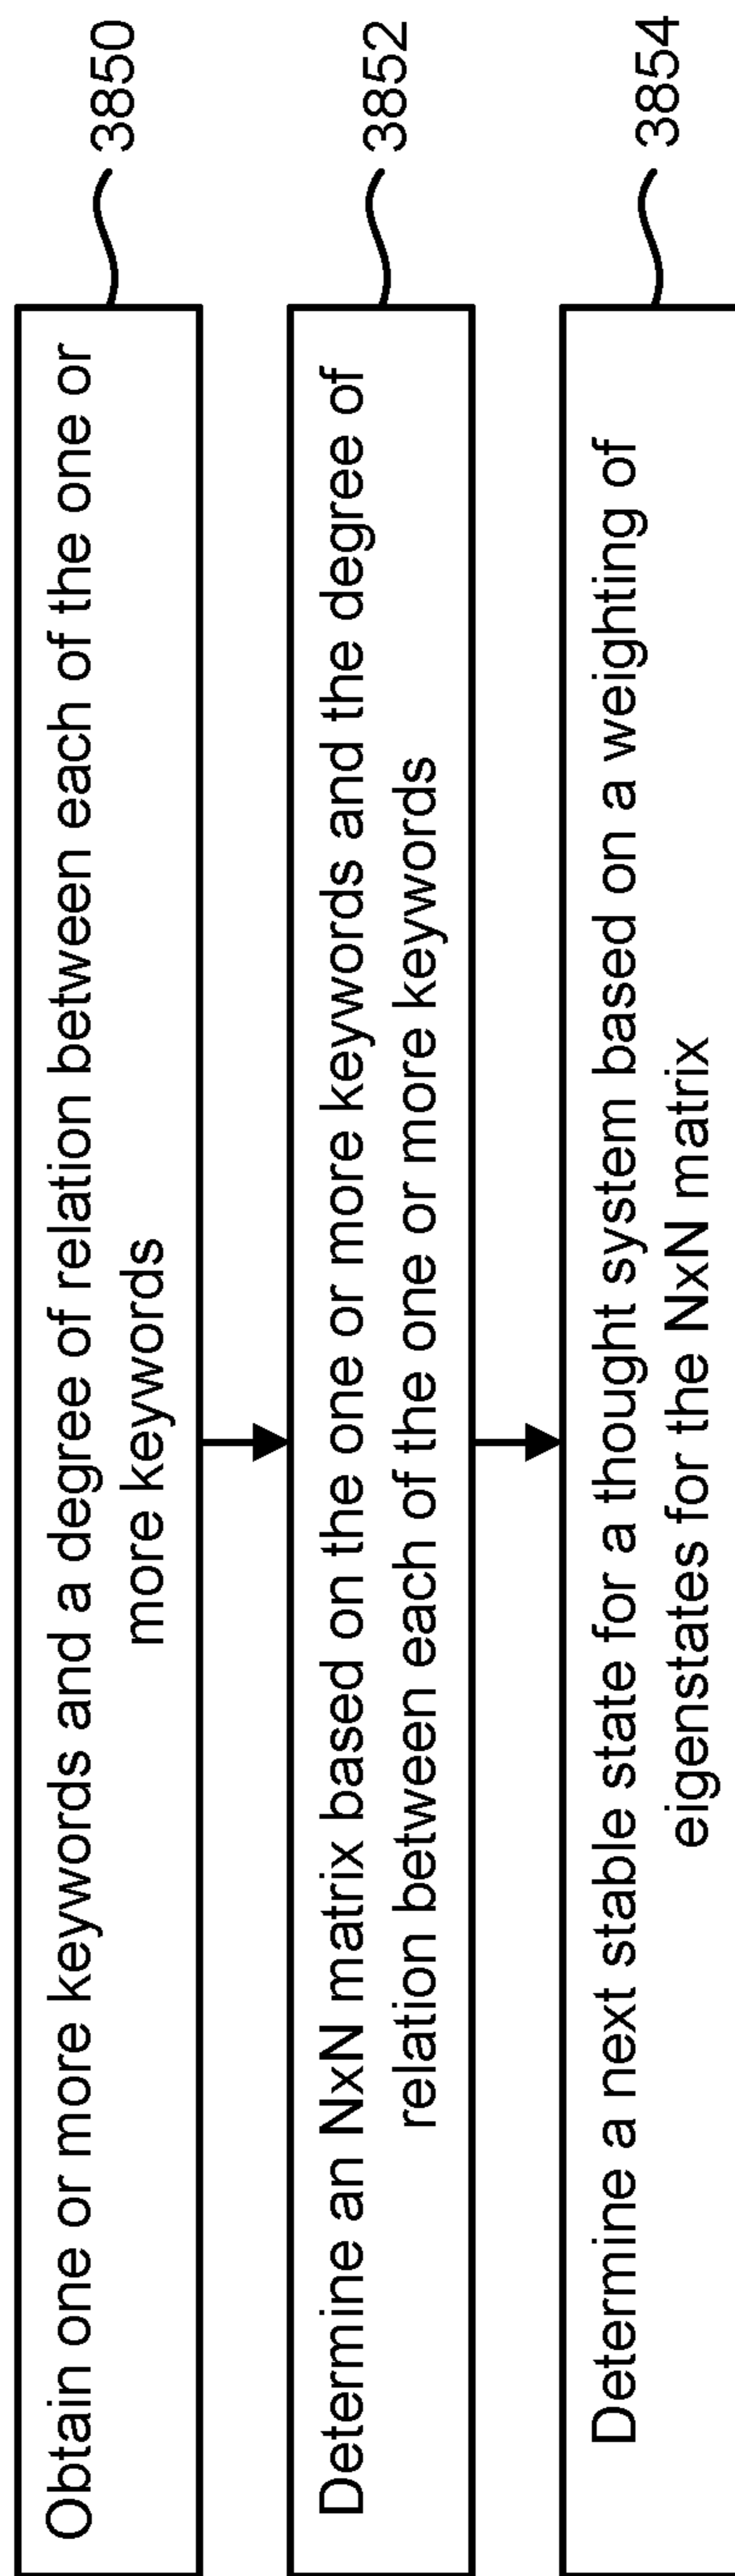 Obtain one or more keywords and a degree of relation between each of the one or
more keywords
3850
Determine an NxN matrix based on the one or more keywords and the degree of
relation between each of the one or more keywords
3852
Determine a next stable state for a thought system based on a weighting of
eigenstates for the NxN matrix
3854